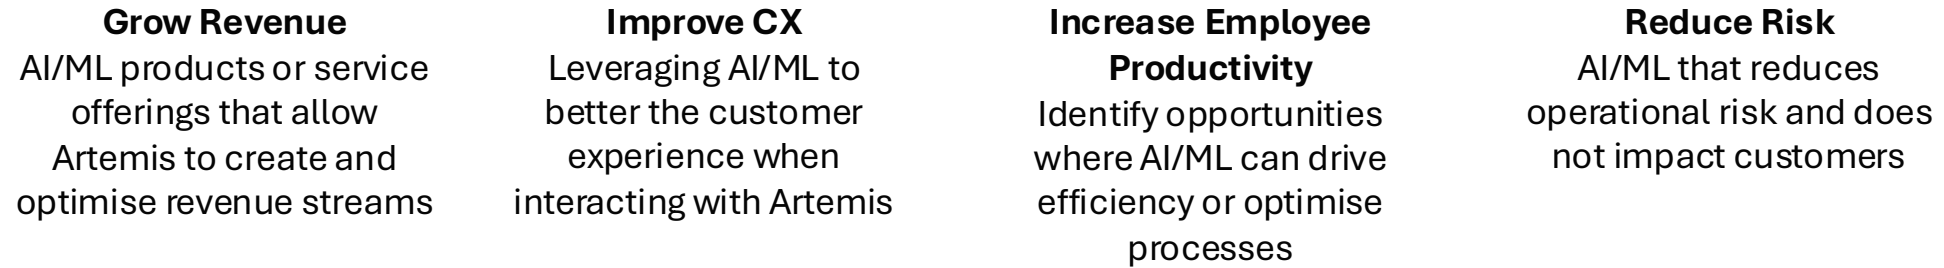 Grow Revenue
AI/ML products or service
offerings that allow
Artemis to create and
optimise revenue streams
Improve CX
Leveraging AI/ML to
better the customer
experience when
interacting with Artemis
Increase Employee
Productivity
Identify opportunities
where AI/ML can drive
efficiency or optimise
processes
Reduce Risk
AI/ML that reduces
operational risk and does
not impact customers